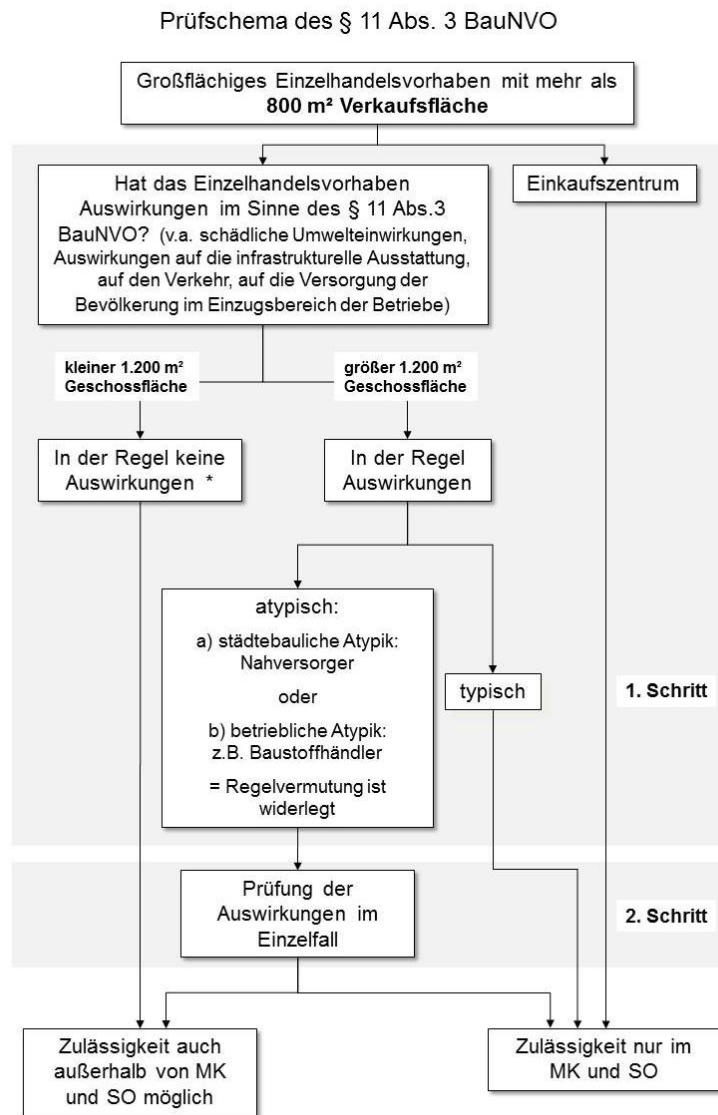 Prüfschema des § 11 Abs. 3 BauNVO
Großflächiges Einzelhandelsvorhaben mit mehr als
800 m² Verkaufsfläche
Hat das Einzelhandelsvorhaben
Auswirkungen im Sinne des § 11 Abs.3
BauNVO? (v.a. schädliche Umwelteinwirkungen,
Auswirkungen auf die infrastrukturelle Ausstattung,
auf den Verkehr, auf die Versorgung der
Bevölkerung im Einzugsbereich der Betriebe)
Einkaufszentrum
kleiner 1.200 m²
Geschossfläche
größer 1.200 m²
Geschossfläche
In der Regel keine
Auswirkungen *
In der Regel
Auswirkungen
atypisch:
a) städtebauliche Atypik:
Nahversorger
oder
b) betriebliche Atypik:
z.B. Baustoffhändler
= Regelvermutung ist
widerlegt
typisch
1. Schritt
Prüfung der
Auswirkungen im
Einzelfall
2. Schritt
Zulässigkeit auch
außerhalb von MK
und SO möglich
Zulässigkeit nur im
MK und SO